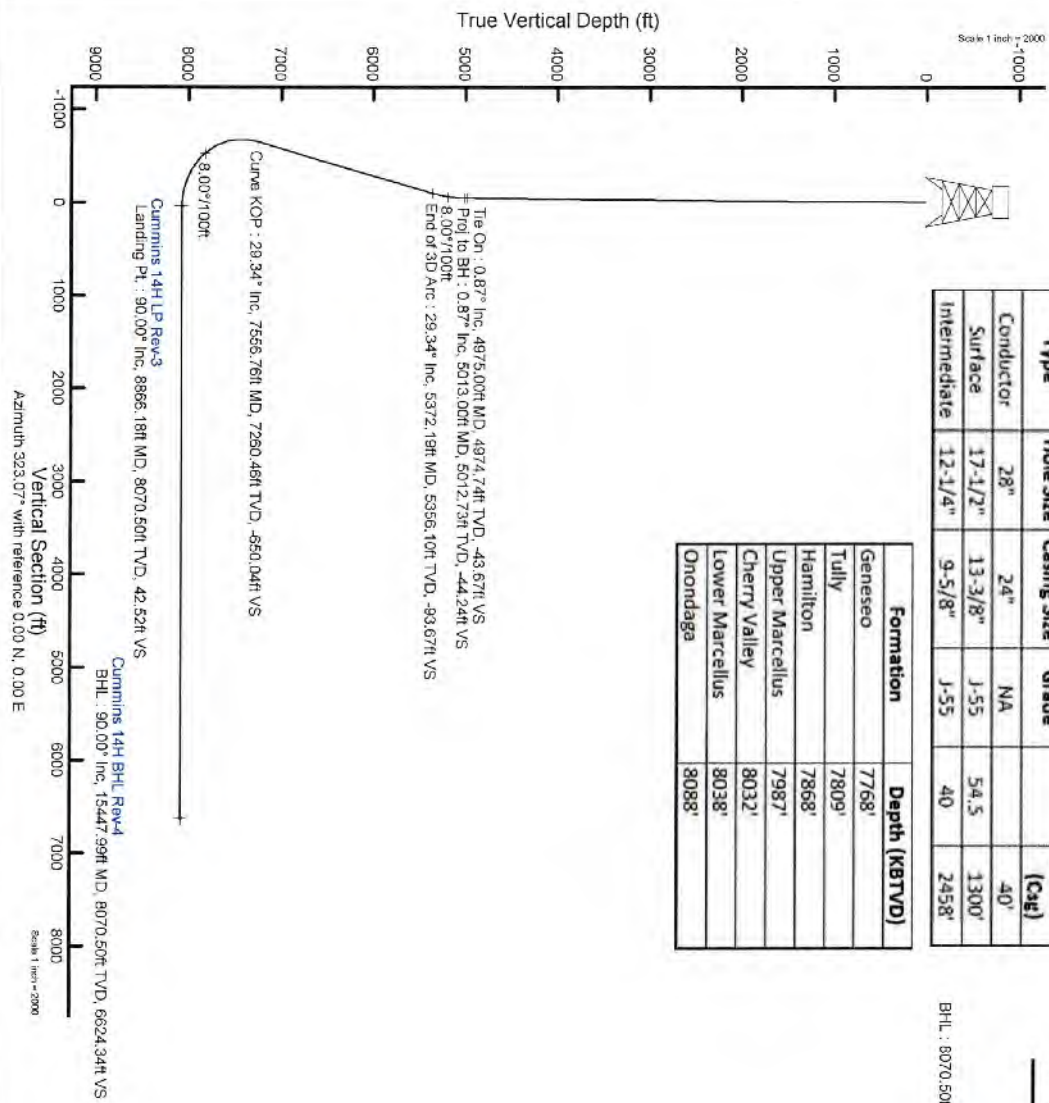 True Vertical Depth (ft)
Scale 1 inch = 2000
9000 8000 7000 6000 5000 4000 3000 2000 1000 0 -1000
-1000
0
1000
2000
3000
4000
5000
6000
7000
8000
Vertical Section (ft)
Azimuth 323.07° with reference 0.00 N, 0.00 E
Scale 1 inch = 2000
Tie On : 0.87° Inc, 4975.00ft MD, 4974.74ft TVD, -43.67ft VS
Proj to BH : 0.87° Inc, 5013.00ft MD, 5012.73ft TVD, -44.24ft VS
8.00°/100ft
End of 3D Arc : 29.34° Inc, 5372.19ft MD, 5356.10ft TVD, -93.67ft VS
Curve KOP : 29.34° Inc, 7556.76ft MD, 7260.46ft TVD, -650.04ft VS
8.00°/100ft
Cummins 14H LP Rev-3
Landing Pt. : 90.00° Inc, 8866.18ft MD, 8070.50ft TVD, 42.52ft VS
Cummins 14H BHL Rev-4
BHL : 90.00° Inc, 15447.99ft MD, 8070.50ft TVD, 6624.34ft VS
Type Hole Size Casing Size Grade (Csg)
Conductor 28" 24" NA 40'
Surface 17-1/2" 13-3/8" J-55 54.5 1300'
Intermediate 12-1/4" 9-5/8" J-55 40 2458'
Formation Depth (KBTVD)
Geneseo 7768'
Tully 7809'
Hamilton 7868'
Upper Marcellus 7987'
Cherry Valley 8032'
Lower Marcellus 8038'
Onondaga 8088'
BHL : 8070.50